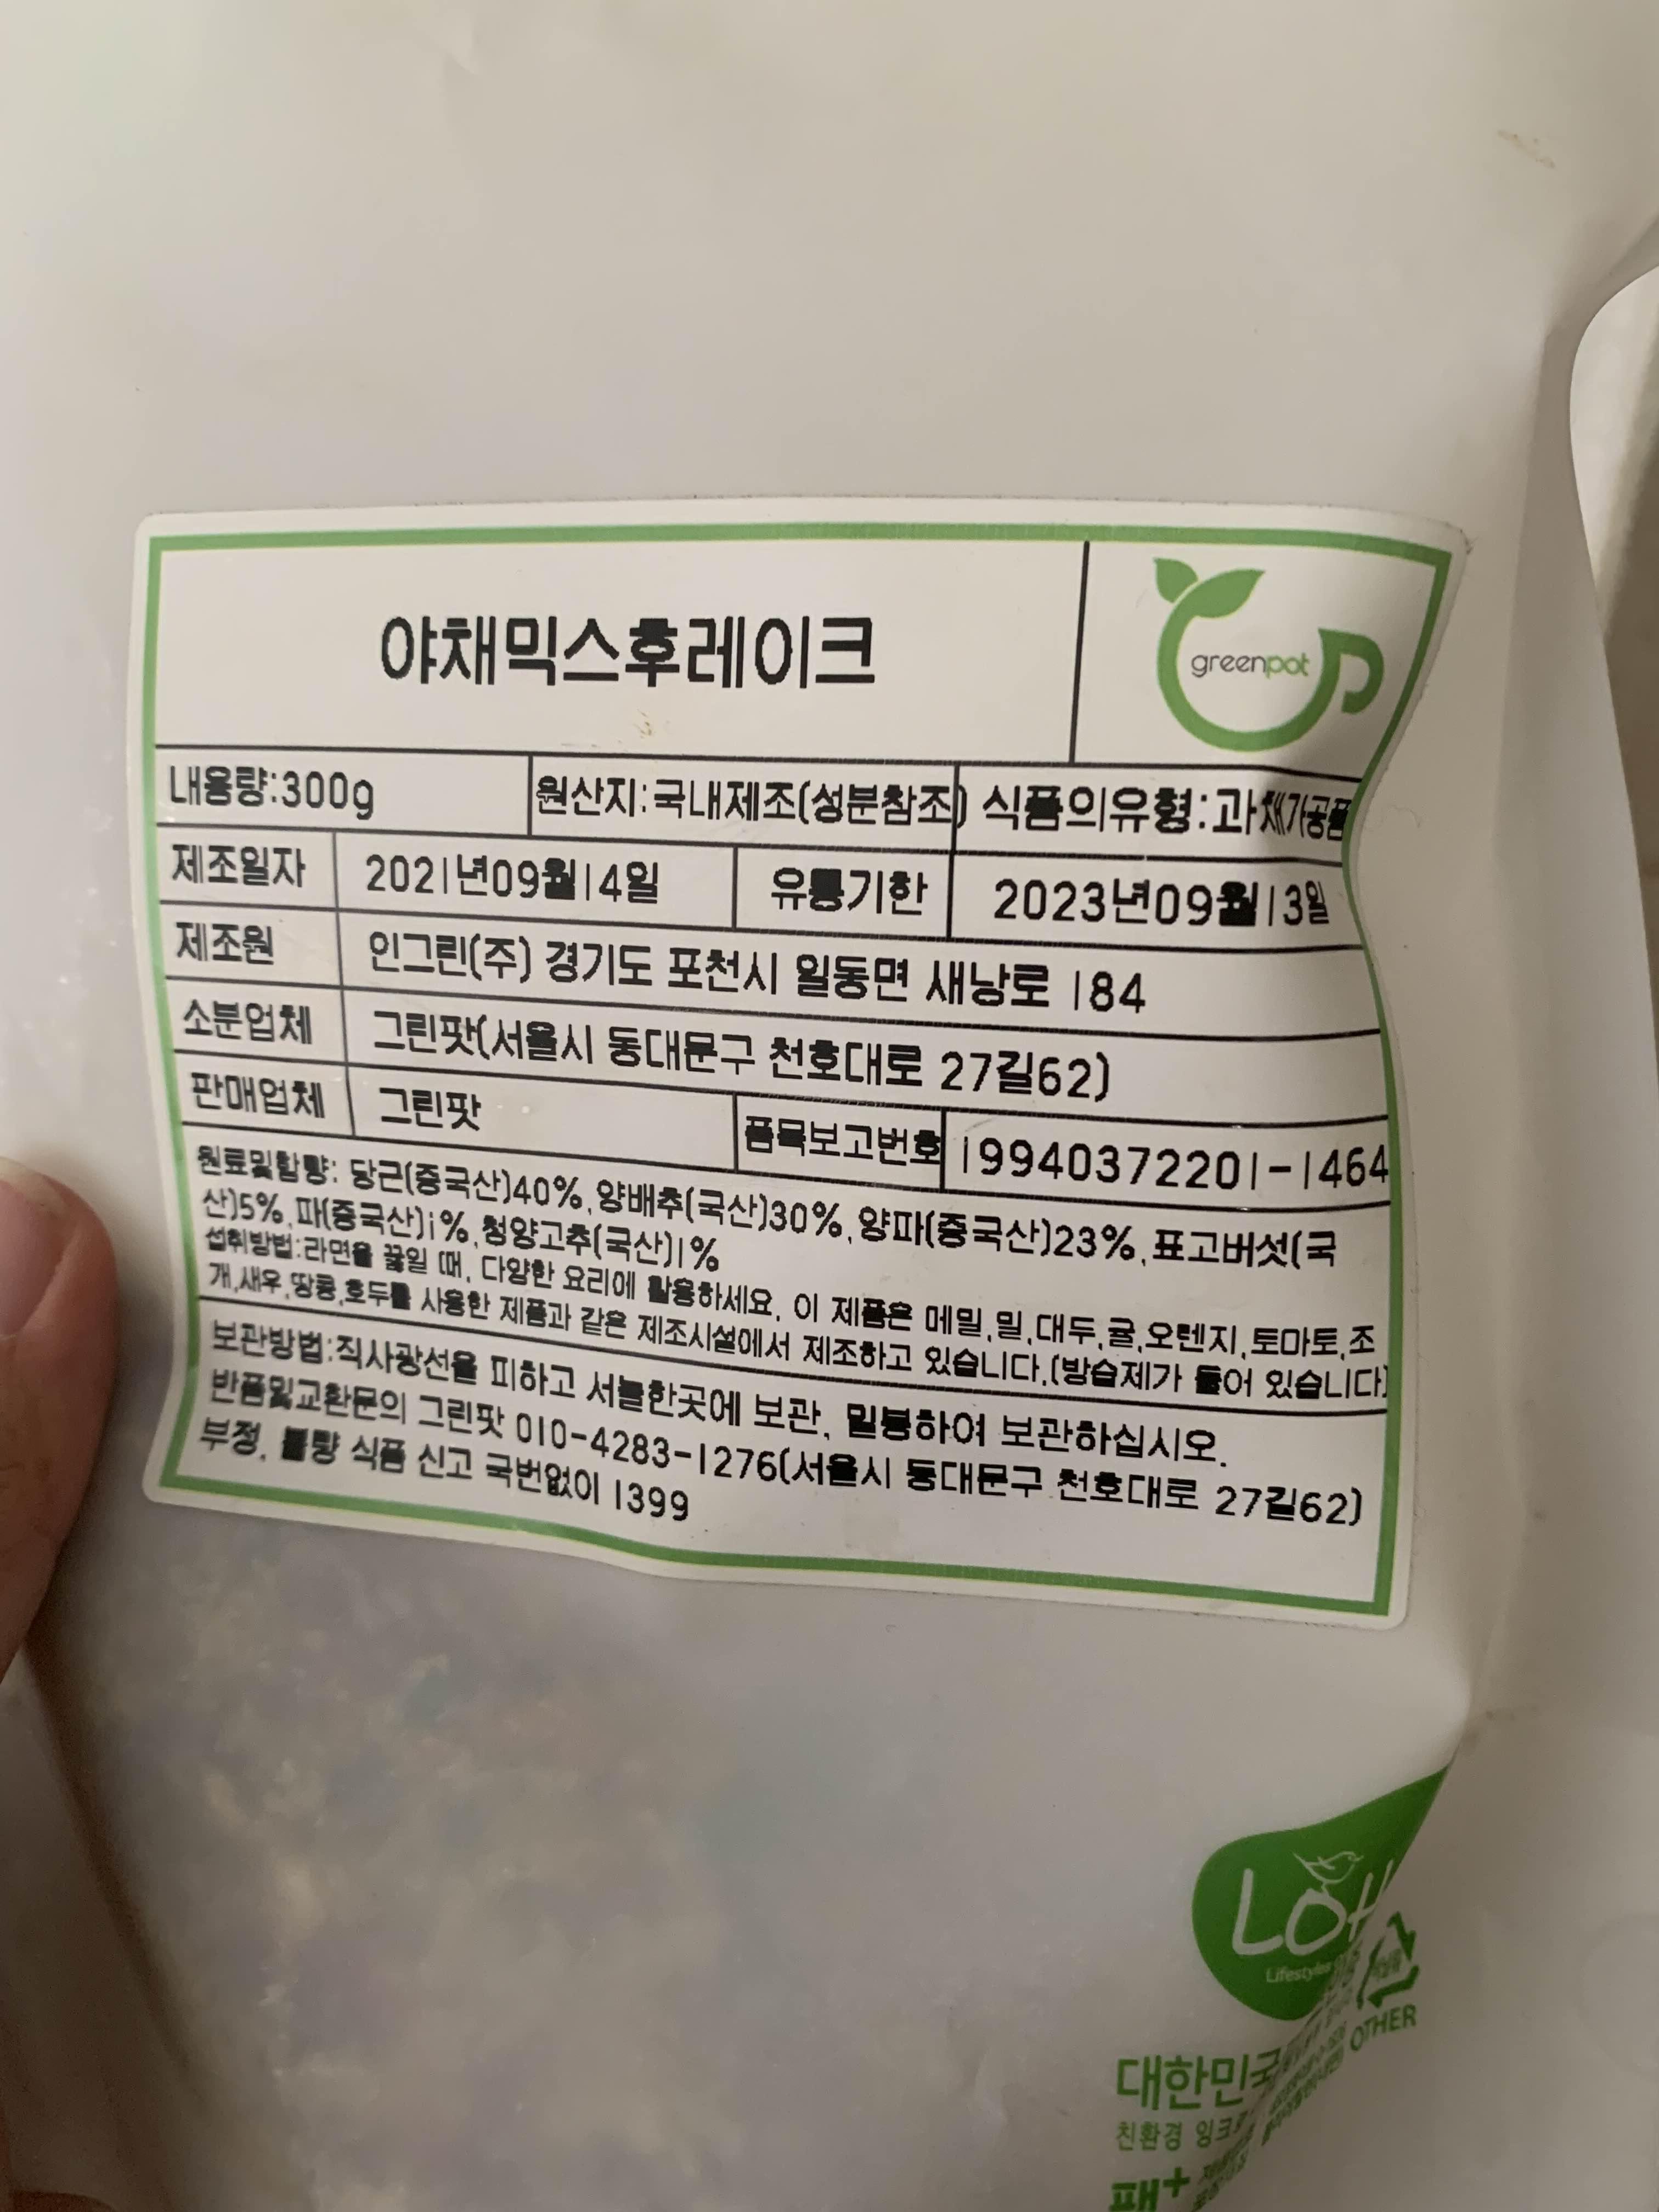 야채믹스후레이크
greenpot
내용량:300g 원산지:국내제조(성분참조) 식품의유형:과채가공품
제조일자 2021년09월14일 유통기한 2023년09월13일
제조원 인그린(주) 경기도 포천시 일동면 새낭로 184
소분업체 그린팟(서울시 동대문구 천호대로 27길62)
판매업체 그린팟 품목보고번호 19940372201-1464
원료및함량: 당근(중국산)40%,양배추(국산)30%,양파(중국산)23%,표고버섯(국
산)5%,파(중국산)1%,청양고추(국산)1%
섭취방법:라면을 끓일 때, 다양한 요리에 활용하세요. 이 제품은 메밀,밀,대두,귤,오렌지,토마토,조
개,새우,땅콩,호두를 사용한 제품과 같은 제조시설에서 제조하고 있습니다.(방습제가 들어 있습니다)
보관방법:직사광선을 피하고 서늘한곳에 보관, 밀봉하여 보관하십시오.
반품및교환문의 그린팟 010-4283-1276(서울시 동대문구 천호대로 27길62)
부정, 불량 식품 신고 국번없이 1399
OTHER
대한민국
친환경